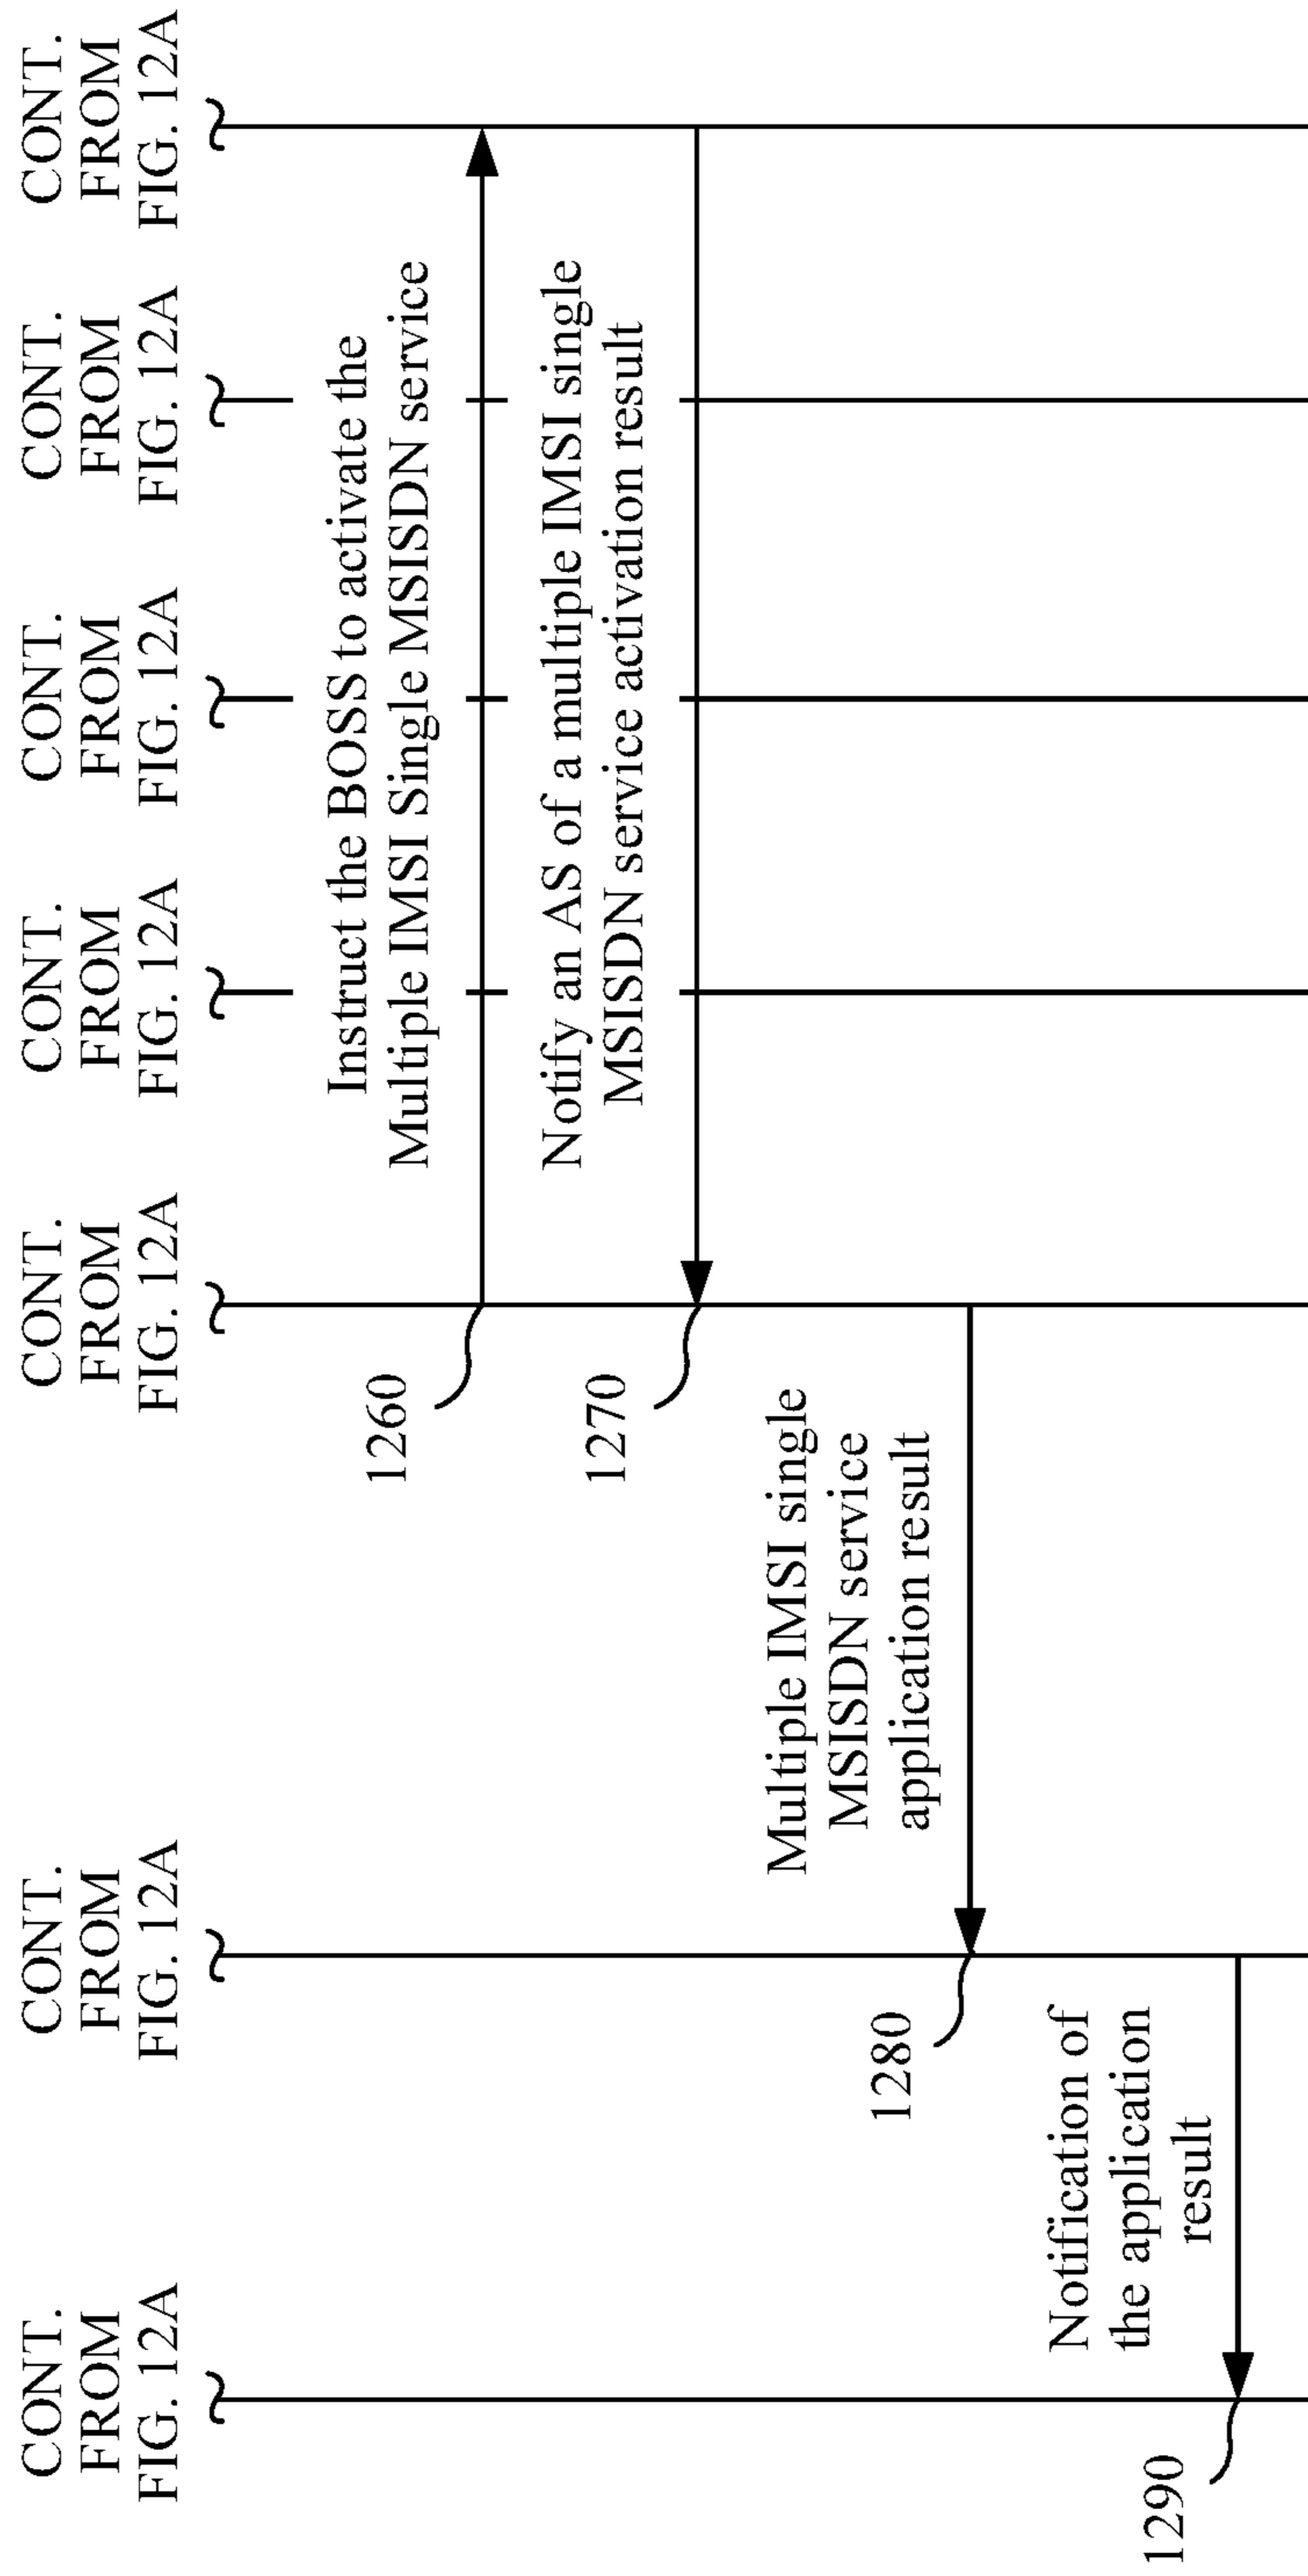 CONT.
FROM
FIG. 12A
CONT.
FROM
FIG. 12A
CONT.
FROM
FIG. 12A
CONT.
FROM
FIG. 12A
CONT.
FROM
FIG. 12A
CONT.
FROM
FIG. 12A
CONT.
FROM
FIG. 12A
Instruct the BOSS to activate the
Multiple IMSI Single MSISDN service
1260
Notify an AS of a multiple IMSI single
MSISDN service activation result
1270
Multiple IMSI single
MSISDN service
application result
1280
Notification of
the application
result
1290